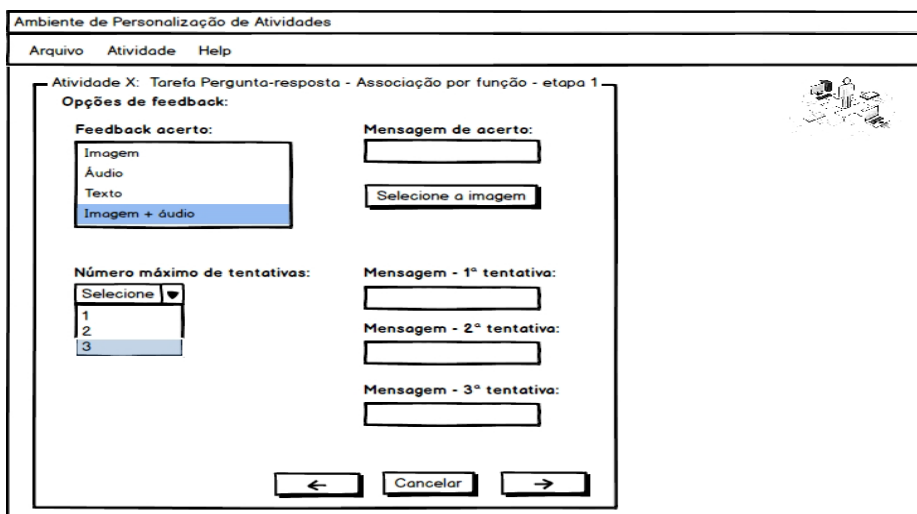 Ambiente de Personalização de Atividades
Arquivo Atividade Help
Atividade X: Tarefa Pergunta-resposta - Associação por função - etapa 1
Opções de feedback:
Feedback acerto:
Imagem
Áudio
Texto
Imagem + áudio
Mensagem de acerto:
Selecione a imagem
Número máximo de tentativas:
Selecione
1
2
3
Mensagem - 1ª tentativa:
Mensagem - 2ª tentativa:
Mensagem - 3ª tentativa:
← Cancelar →